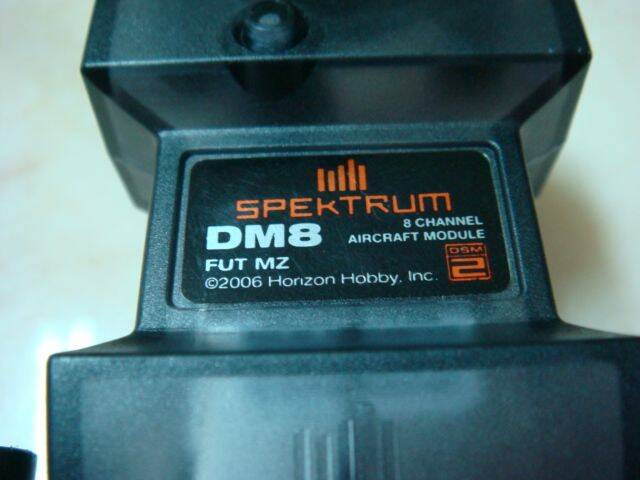 SPEKTRUM
DM8
8 CHANNEL
AIRCRAFT MODULE
FUT MZ
DSM
2
©2006 Horizon Hobby, Inc.